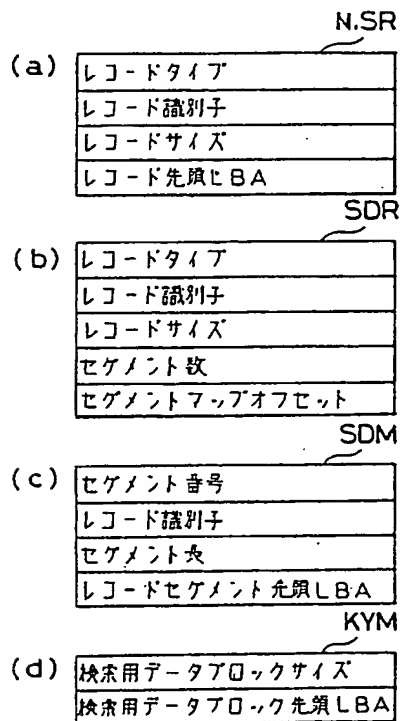 N.SR
(a)
レコードタイプ
レコード識別子
レコードサイズ
レコード先頭LBA
SDR
(b)
レコードタイプ
レコード識別子
レコードサイズ
セグメント数
セグメントマップオフセット
SDM
(c)
セグメント番号
レコード識別子
セグメント長
レコードセグメント先頭LBA
KYM
(d)
検索用データブロックサイズ
検索用データブロック先頭LBA